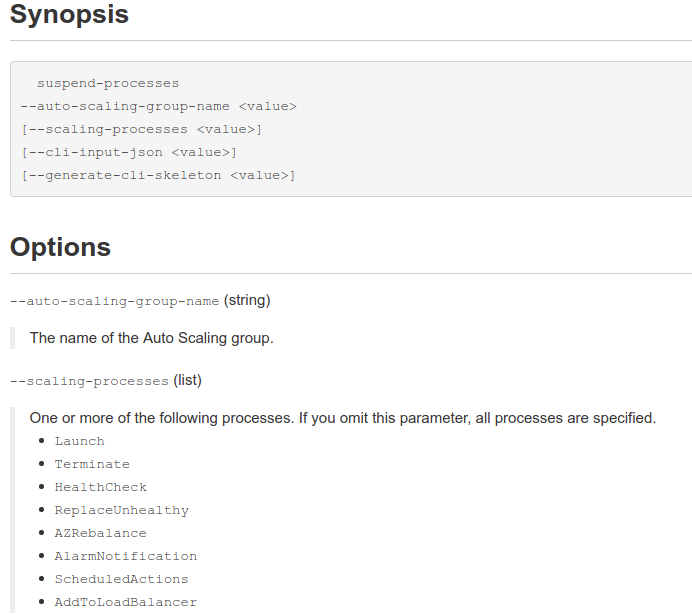 Synopsis
suspend-processes
--auto-scaling-group-name <value>
[--scaling-processes <value>]
[--cli-input-json <value>]
[--generate-cli-skeleton <value>]
Options
--auto-scaling-group-name (string)
The name of the Auto Scaling group.
--scaling-processes (list)
One or more of the following processes. If you omit this parameter, all processes are specified.
• Launch
• Terminate
• HealthCheck
• ReplaceUnhealthy
• AZRebalance
• AlarmNotification
• ScheduledActions
• AddToLoadBalancer